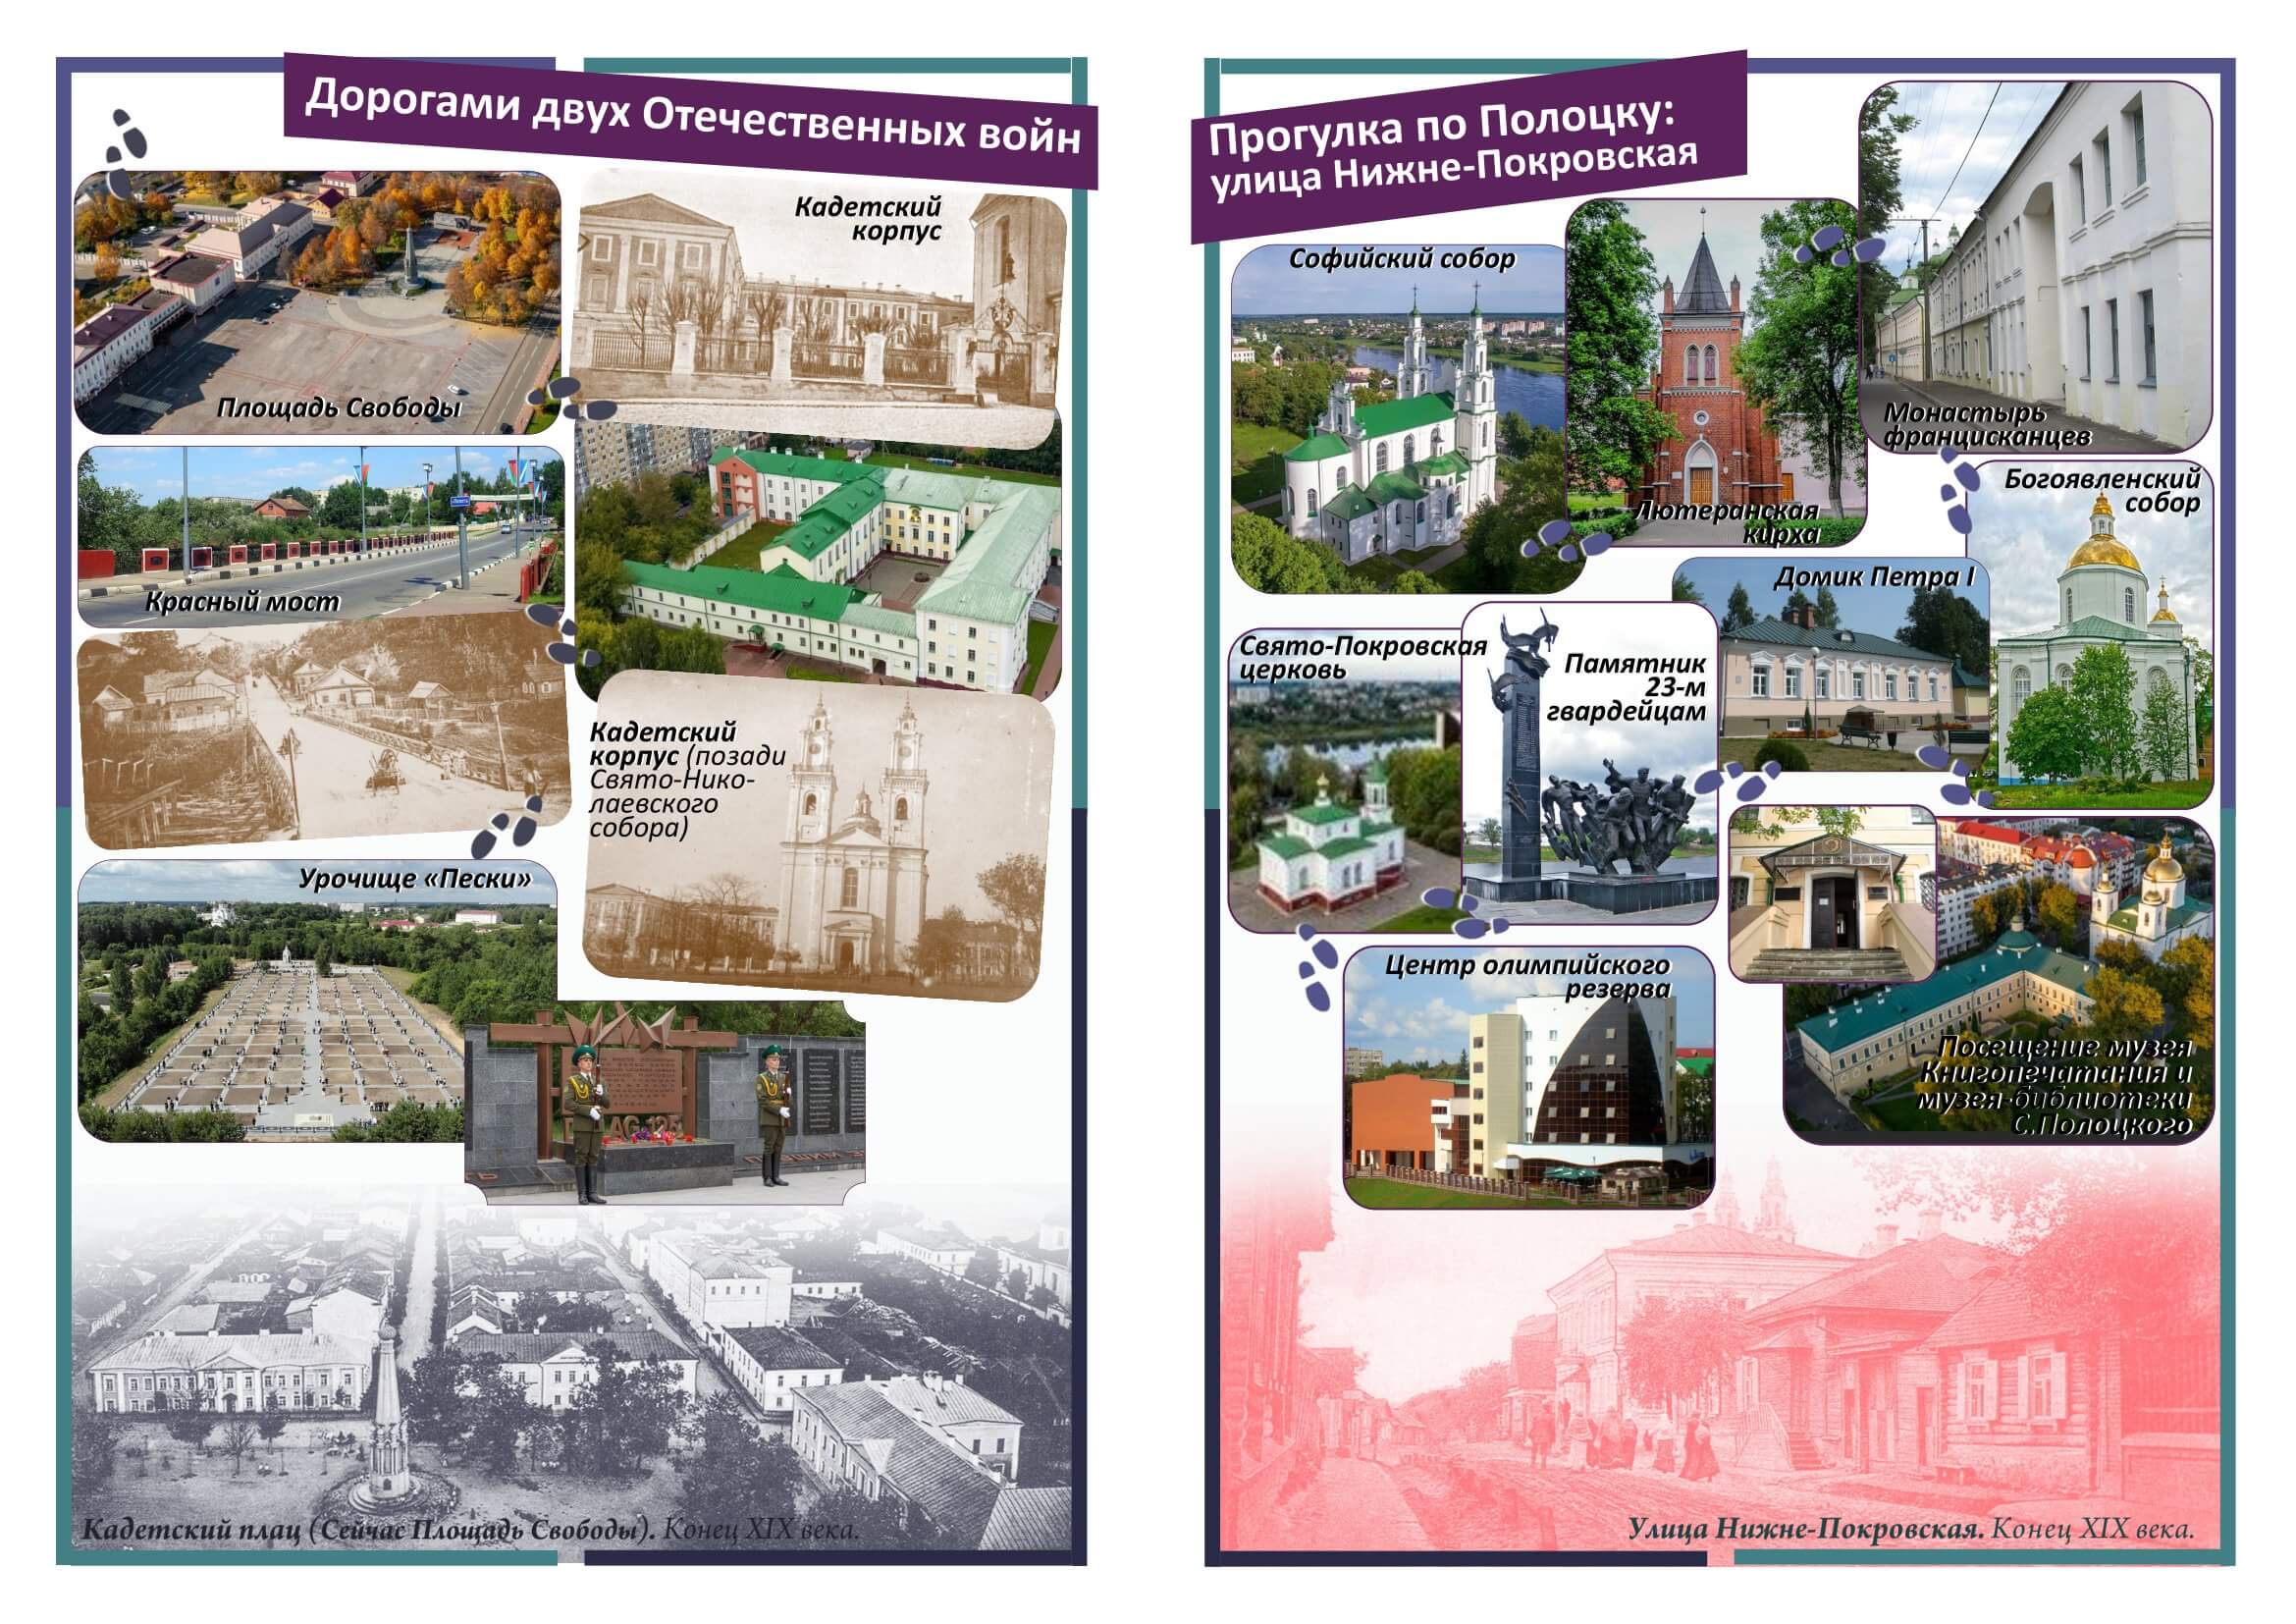 Дорогами двух Отечественных войн
Площадь Свободы
Кадетский
корпус
Красный мост
Кадетский
корпус (позади
Свято-Нико-
лаевского
собора)
Урочище «Пески»
Кадетский плац (Сейчас Площадь Свободы). Конец XIX века.
Прогулка по Полоцку:
улица Нижне-Покровская
Софийский собор
Лютеранская
кирха
Монастырь
францисканцев
Богоявленский
собор
Домик Петра I
Свято-Покровская
церковь
Памятник
23-м
гвардейцам
Центр олимпийского
резерва
Посещение музея
Книгопечатания и
музея-библиотеки
С.Полоцкого
Улица Нижне-Покровская. Конец XIX века.